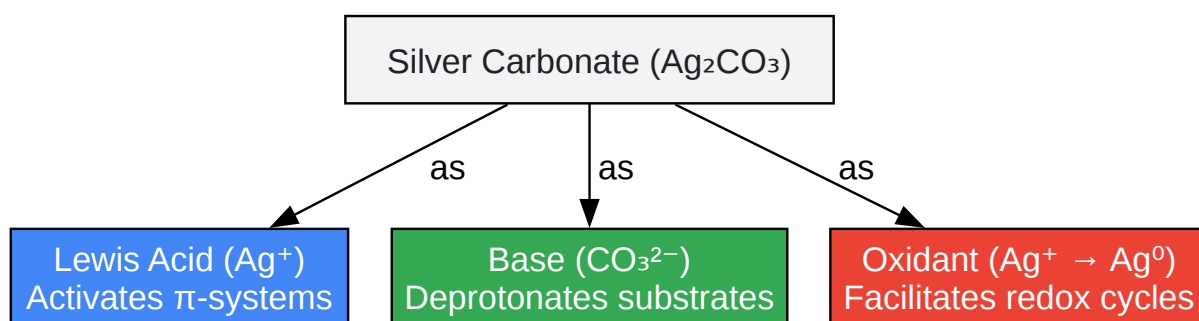 Silver Carbonate (Ag₂CO₃)
as as as
Lewis Acid (Ag⁺)
Activates π-systems
Base (CO₃²⁻)
Deprotonates substrates
Oxidant (Ag⁺ → Ag⁰)
Facilitates redox cycles